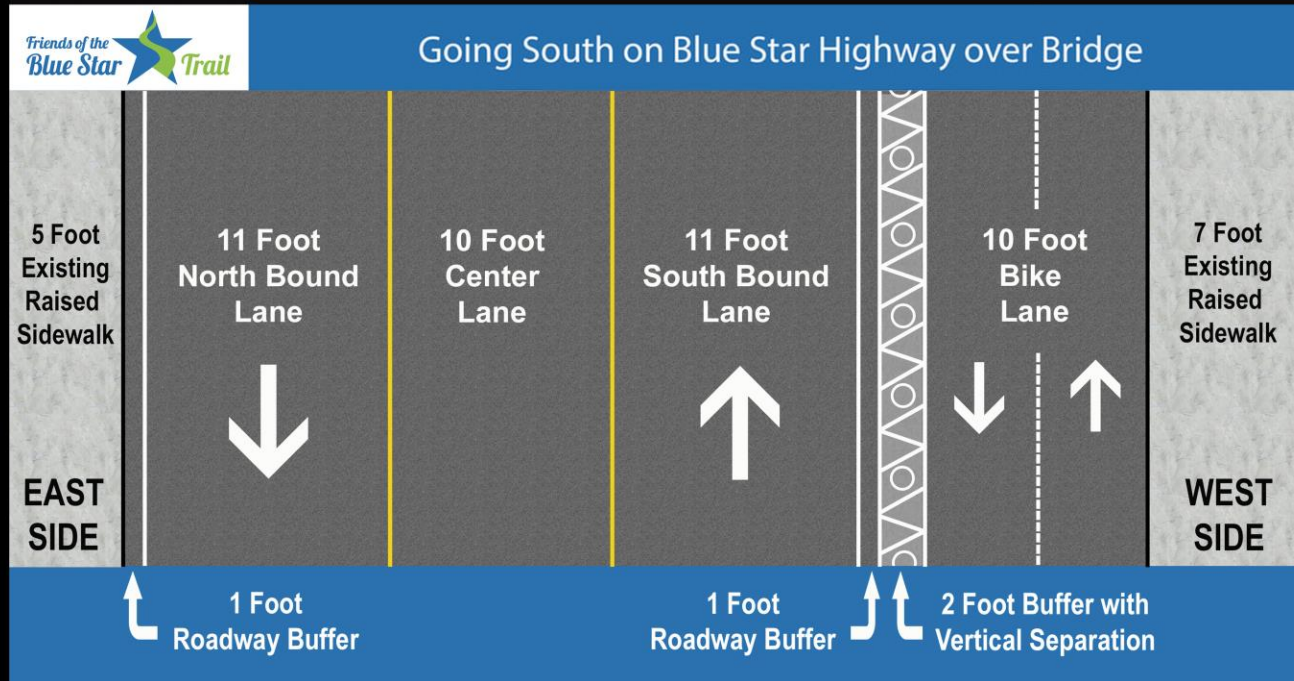 Friends of the
Blue Star Trail
Going South on Blue Star Highway over Bridge
5 Foot
Existing
Raised
Sidewalk
EAST
SIDE
11 Foot
North Bound
Lane
10 Foot
Center
Lane
11 Foot
South Bound
Lane
10 Foot
Bike
Lane
7 Foot
Existing
Raised
Sidewalk
WEST
SIDE
1 Foot
Roadway Buffer
1 Foot
Roadway Buffer
2 Foot Buffer with
Vertical Separation